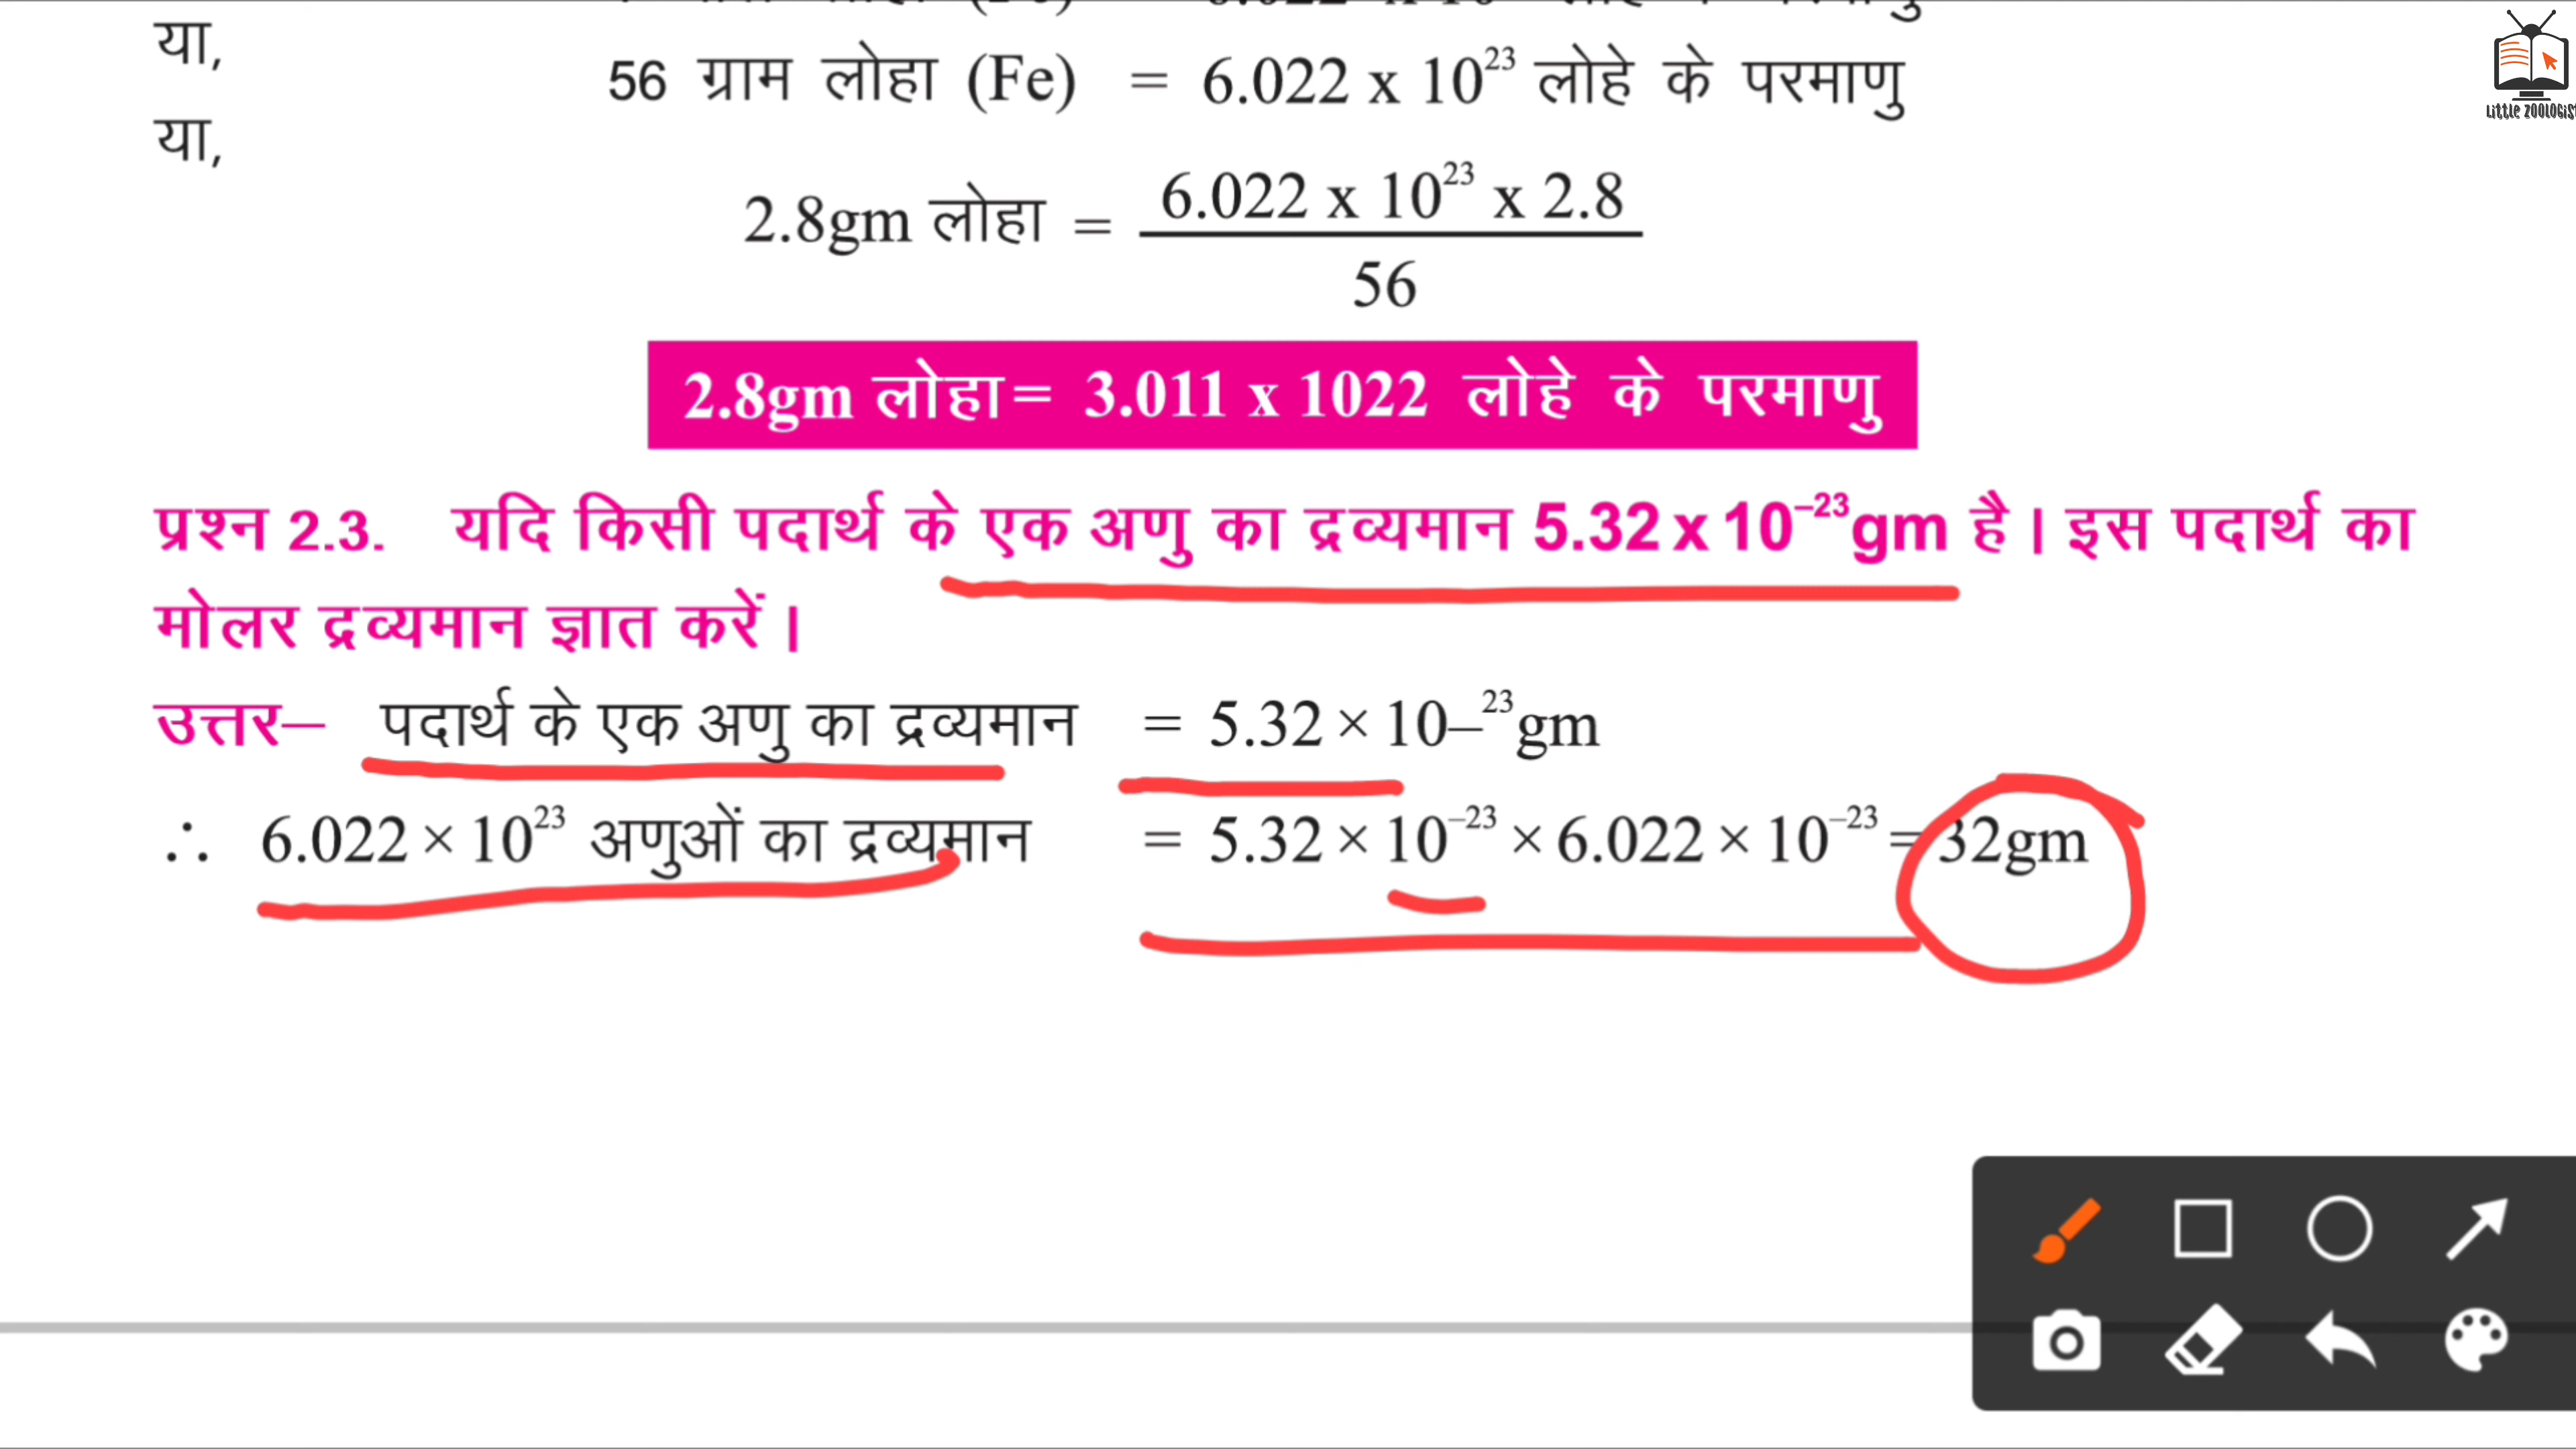 या,
56 ग्राम लोहा (Fe) = 6.022 x 10²³ लोहे के परमाणु
या,
2.8gm लोहा = 6.022 x 10²³ x 2.8
56
2.8gm लोहा = 3.011 x 1022 लोहे के परमाणु
प्रश्न 2.3. यदि किसी पदार्थ के एक अणु का द्रव्यमान 5.32 x 10⁻²³gm है। इस पदार्थ का
मोलर द्रव्यमान ज्ञात करें।
उत्तर– पदार्थ के एक अणु का द्रव्यमान = 5.32 × 10–²³gm
∴ 6.022 × 10²³ अणुओं का द्रव्यमान = 5.32 × 10⁻²³ × 6.022 × 10⁻²³ = 32gm
LittLE ZOOLOGiST